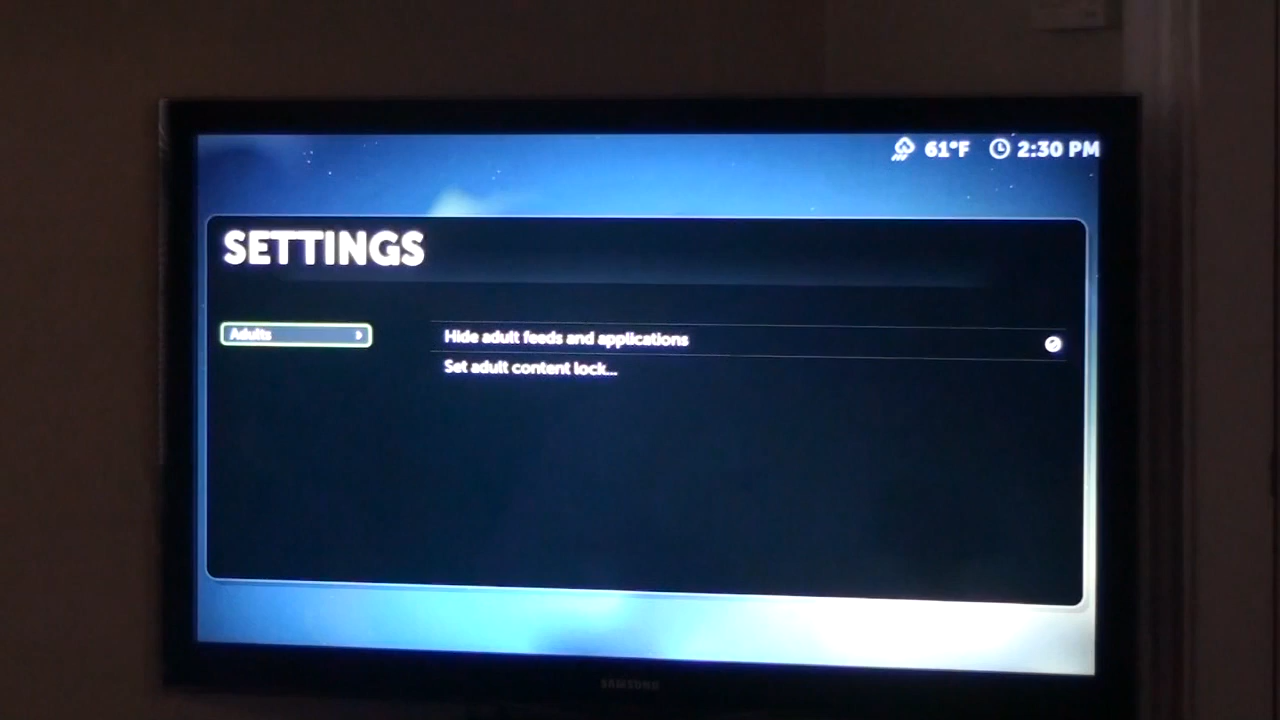 61°F 2:30 PM
SETTINGS
Adults
Hide adult feeds and applications
Set adult content lock...
SAMSUNG